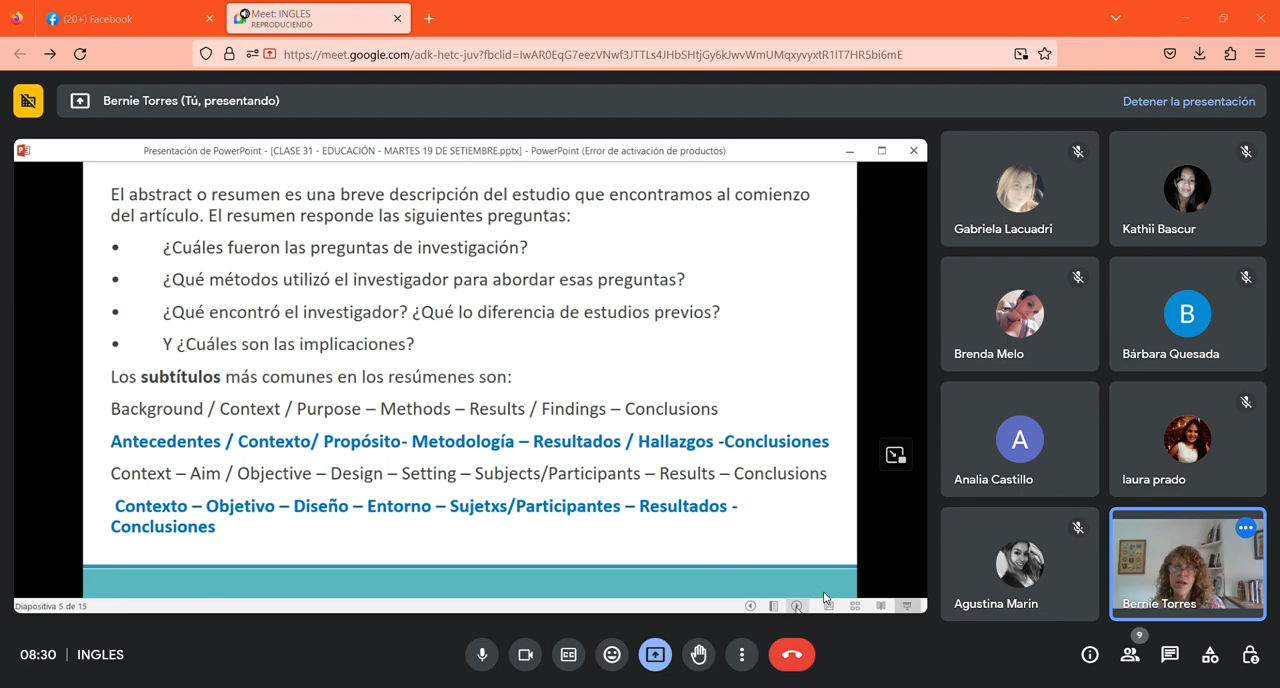 (20+) Facebook
Meet: INGLES
REPRODUCIENDO
https://meet.google.com/adk-hetc-juv?fbclid=IwAR0EqG7eezVNwf3JTTLs4JHbSHtjGy6kJwvWmUMqxyvyxtR1lT7HR5bi6mE
Bernie Torres (Tú, presentando)
Detener la presentación
Presentación de PowerPoint - [CLASE 31 - EDUCACIÓN - MARTES 19 DE SETIEMBRE.pptx] - PowerPoint (Error de activación de productos)
El abstract o resumen es una breve descripción del estudio que encontramos al comienzo
del artículo. El resumen responde las siguientes preguntas:
• ¿Cuáles fueron las preguntas de investigación?
• ¿Qué métodos utilizó el investigador para abordar esas preguntas?
• ¿Qué encontró el investigador? ¿Qué lo diferencia de estudios previos?
• Y ¿Cuáles son las implicaciones?
Los subtítulos más comunes en los resúmenes son:
Background / Context / Purpose – Methods – Results / Findings – Conclusions
Antecedentes / Contexto/ Propósito- Metodología – Resultados / Hallazgos -Conclusiones
Context – Aim / Objective – Design – Setting – Subjects/Participants – Results – Conclusions
Contexto – Objetivo – Diseño – Entorno – Sujetxs/Participantes – Resultados -
Conclusiones
Diapositiva 5 de 15
Gabriela Lacuadri
Kathii Bascur
Brenda Melo
B
Bárbara Quesada
A
Analia Castillo
laura prado
Agustina Marin
Bernie Torres
08:30 | INGLES
9